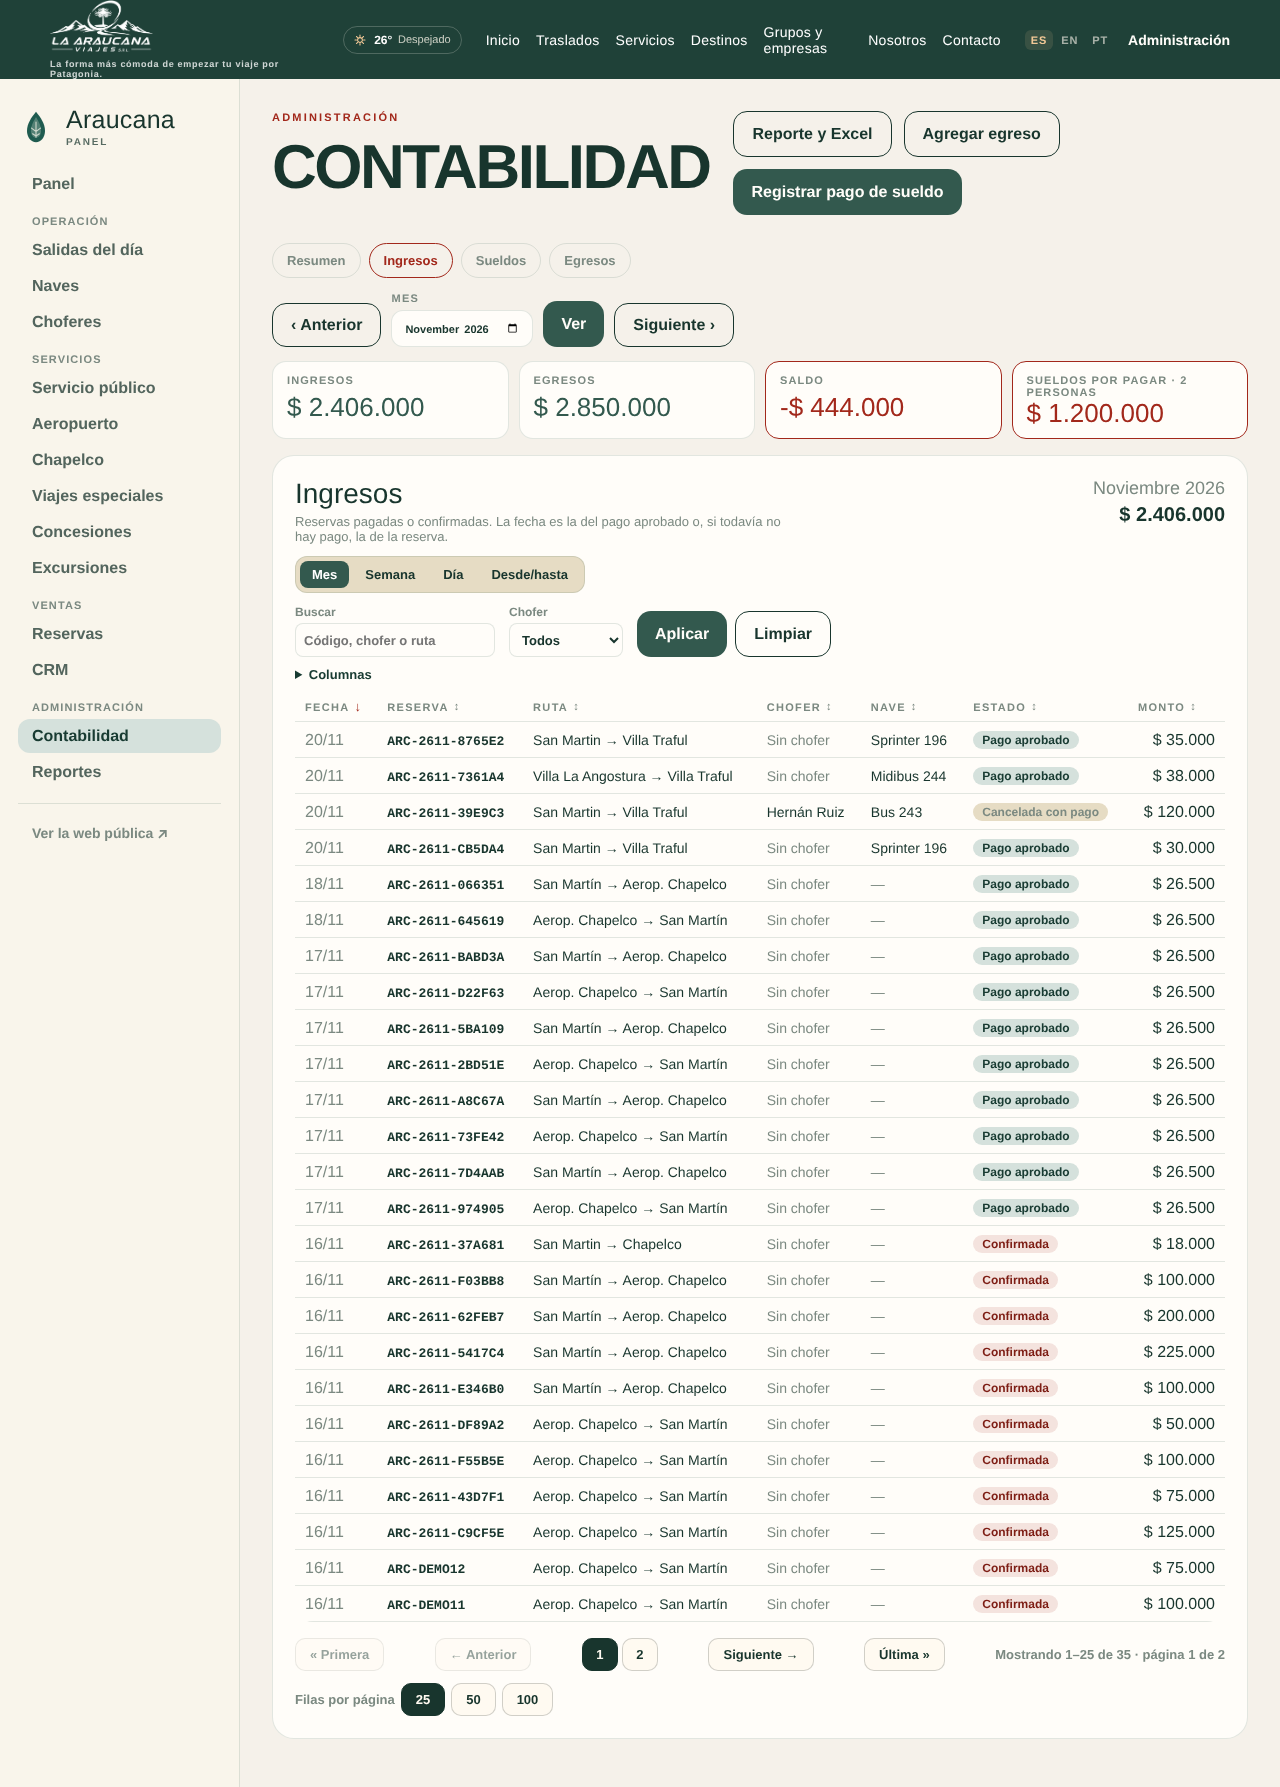 LA ARAUCANA
VIAJES S.R.L.
La forma más cómoda de empezar tu viaje por
Patagonia.
26° Despejado
Inicio
Traslados
Servicios
Destinos
Grupos y
empresas
Nosotros
Contacto
ES EN PT
Administración
Araucana
PANEL
Panel
OPERACIÓN
Salidas del día
Naves
Choferes
SERVICIOS
Servicio público
Aeropuerto
Chapelco
Viajes especiales
Concesiones
Excursiones
VENTAS
Reservas
CRM
ADMINISTRACIÓN
Contabilidad
Reportes
Ver la web pública ↗
ADMINISTRACIÓN
CONTABILIDAD
Reporte y Excel
Agregar egreso
Registrar pago de sueldo
Resumen
Ingresos
Sueldos
Egresos
‹ Anterior
MES
November 2026
Ver
Siguiente ›
INGRESOS
$ 2.406.000
EGRESOS
$ 2.850.000
SALDO
-$ 444.000
SUELDOS POR PAGAR · 2
PERSONAS
$ 1.200.000
Ingresos
Reservas pagadas o confirmadas. La fecha es la del pago aprobado o, si todavía no
hay pago, la de la reserva.
Noviembre 2026
$ 2.406.000
Mes Semana Día Desde/hasta
Buscar
Código, chofer o ruta
Chofer
Todos
Aplicar
Limpiar
▶ Columnas
FECHA ↓ RESERVA ↕ RUTA ↕ CHOFER ↕ NAVE ↕ ESTADO ↕ MONTO ↕
20/11 ARC-2611-8765E2 San Martin → Villa Traful Sin chofer Sprinter 196 Pago aprobado $ 35.000
20/11 ARC-2611-7361A4 Villa La Angostura → Villa Traful Sin chofer Midibus 244 Pago aprobado $ 38.000
20/11 ARC-2611-39E9C3 San Martin → Villa Traful Hernán Ruiz Bus 243 Cancelada con pago $ 120.000
20/11 ARC-2611-CB5DA4 San Martin → Villa Traful Sin chofer Sprinter 196 Pago aprobado $ 30.000
18/11 ARC-2611-066351 San Martín → Aerop. Chapelco Sin chofer — Pago aprobado $ 26.500
18/11 ARC-2611-645619 Aerop. Chapelco → San Martín Sin chofer — Pago aprobado $ 26.500
17/11 ARC-2611-BABD3A San Martín → Aerop. Chapelco Sin chofer — Pago aprobado $ 26.500
17/11 ARC-2611-D22F63 Aerop. Chapelco → San Martín Sin chofer — Pago aprobado $ 26.500
17/11 ARC-2611-5BA109 San Martín → Aerop. Chapelco Sin chofer — Pago aprobado $ 26.500
17/11 ARC-2611-2BD51E Aerop. Chapelco → San Martín Sin chofer — Pago aprobado $ 26.500
17/11 ARC-2611-A8C67A San Martín → Aerop. Chapelco Sin chofer — Pago aprobado $ 26.500
17/11 ARC-2611-73FE42 Aerop. Chapelco → San Martín Sin chofer — Pago aprobado $ 26.500
17/11 ARC-2611-7D4AAB San Martín → Aerop. Chapelco Sin chofer — Pago aprobado $ 26.500
17/11 ARC-2611-974905 Aerop. Chapelco → San Martín Sin chofer — Pago aprobado $ 26.500
16/11 ARC-2611-37A681 San Martin → Chapelco Sin chofer — Confirmada $ 18.000
16/11 ARC-2611-F03BB8 San Martín → Aerop. Chapelco Sin chofer — Confirmada $ 100.000
16/11 ARC-2611-62FEB7 San Martín → Aerop. Chapelco Sin chofer — Confirmada $ 200.000
16/11 ARC-2611-5417C4 San Martín → Aerop. Chapelco Sin chofer — Confirmada $ 225.000
16/11 ARC-2611-E346B0 San Martín → Aerop. Chapelco Sin chofer — Confirmada $ 100.000
16/11 ARC-2611-DF89A2 Aerop. Chapelco → San Martín Sin chofer — Confirmada $ 50.000
16/11 ARC-2611-F55B5E Aerop. Chapelco → San Martín Sin chofer — Confirmada $ 100.000
16/11 ARC-2611-43D7F1 Aerop. Chapelco → San Martín Sin chofer — Confirmada $ 75.000
16/11 ARC-2611-C9CF5E Aerop. Chapelco → San Martín Sin chofer — Confirmada $ 125.000
16/11 ARC-DEMO12 Aerop. Chapelco → San Martín Sin chofer — Confirmada $ 75.000
16/11 ARC-DEMO11 Aerop. Chapelco → San Martín Sin chofer — Confirmada $ 100.000
« Primera ← Anterior 1 2 Siguiente → Última » Mostrando 1–25 de 35 · página 1 de 2
Filas por página 25 50 100